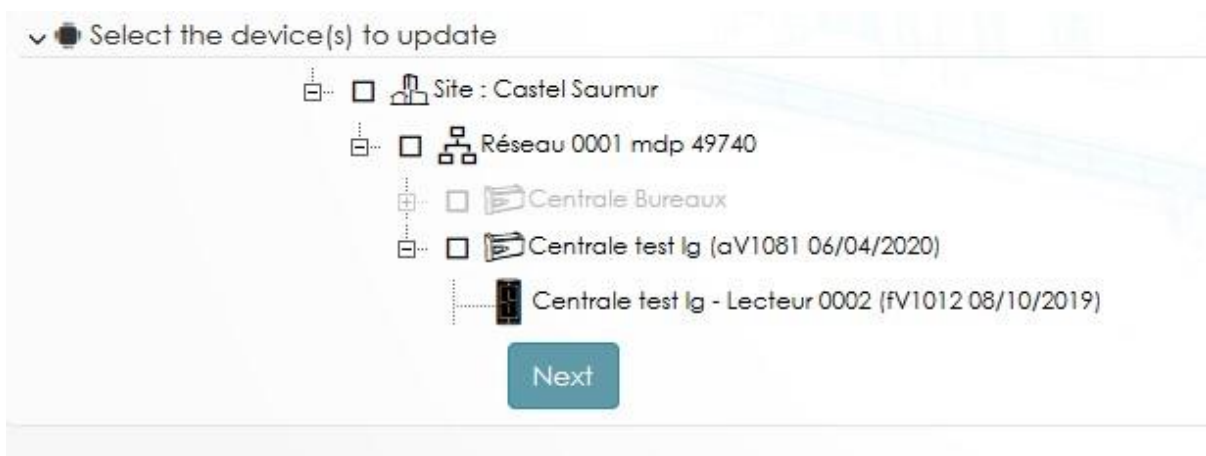 Select the device(s) to update
Site : Castel Saumur
Réseau 0001 mdp 49740
Centrale Bureaux
Centrale test lg (aV1081 06/04/2020)
Centrale test lg - Lecteur 0002 (fV1012 08/10/2019)
Next